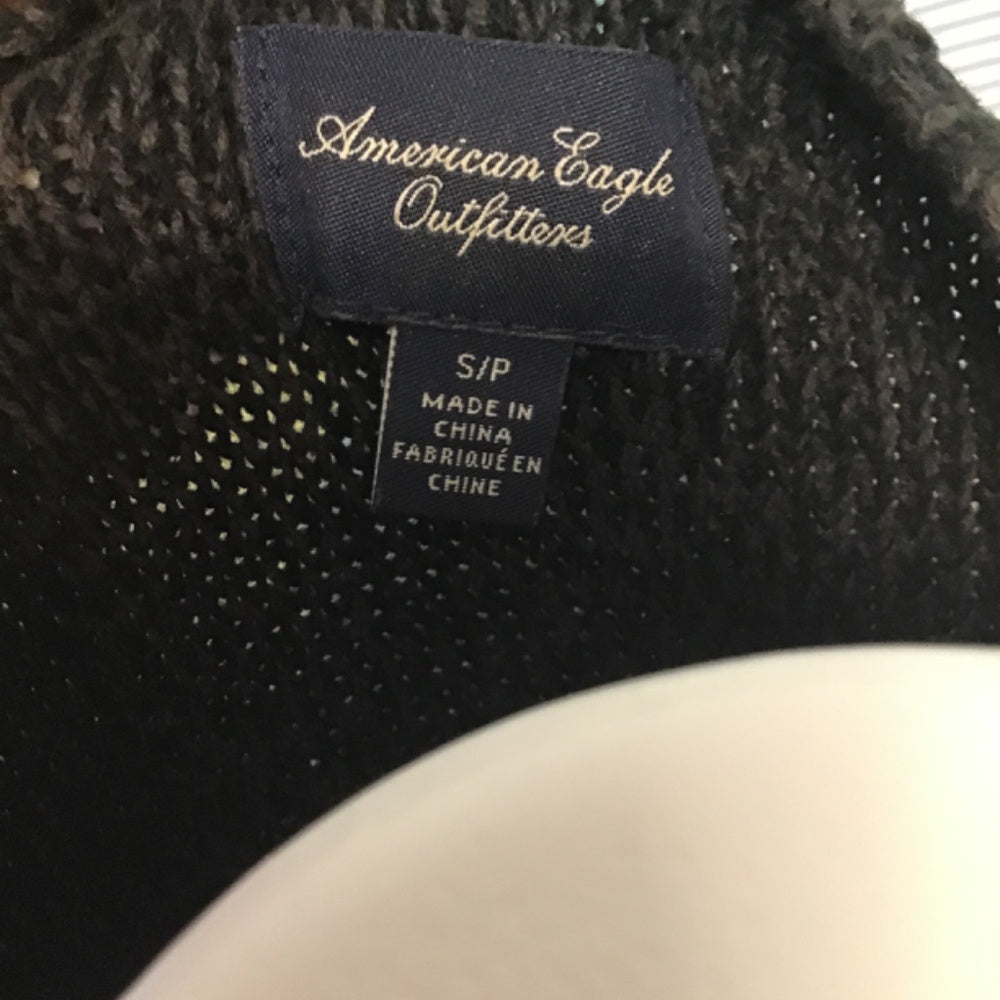 American Eagle
Outfitters
S/P
MADE IN
CHINA
FABRIQUÉ EN
CHINE